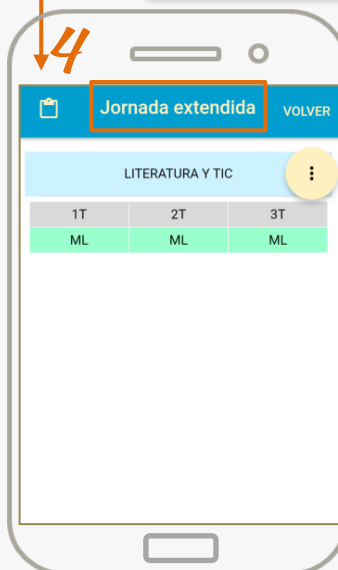 4
Jornada extendida VOLVER
LITERATURA Y TIC
1T 2T 3T
ML ML ML